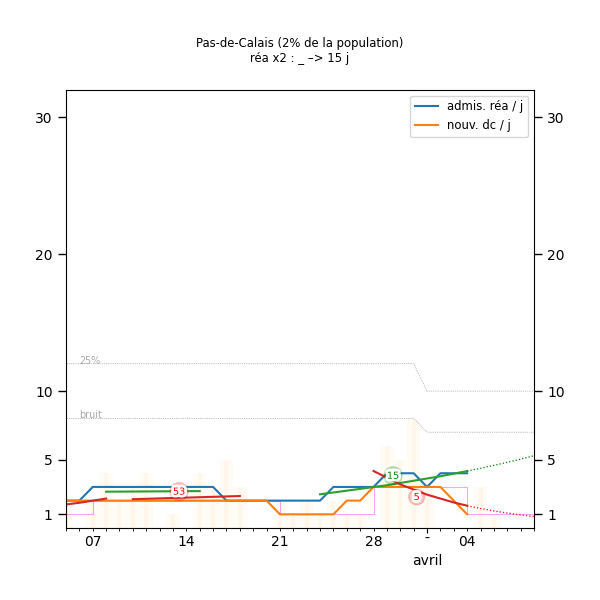 Pas-de-Calais (2% de la population)
réa x2 : _ –> 15 j
admis. réa / j
nouv. dc / j
30 30
20 20
25%
10 10
bruit
5 5
53
15
5
1 1
07 14 21 28 - 04
avril